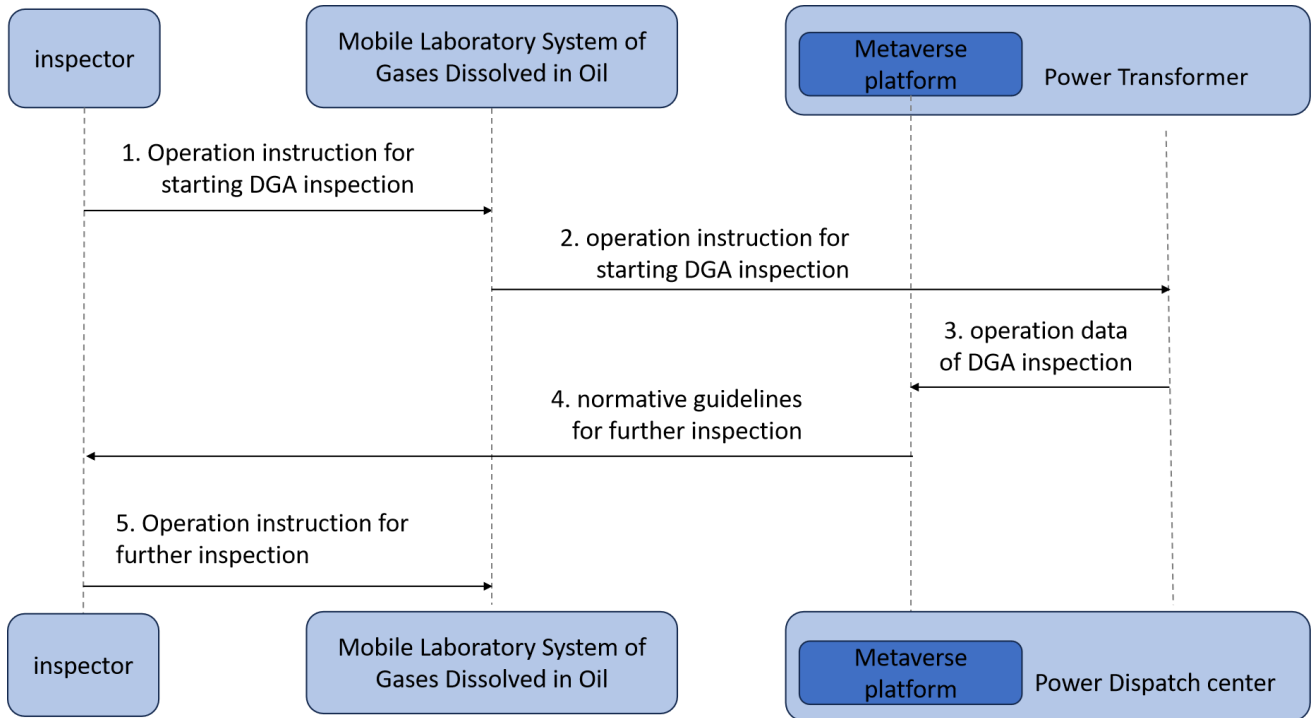 inspector
Mobile Laboratory System of
Gases Dissolved in Oil
Metaverse
platform
Power Transformer
1. Operation instruction for
starting DGA inspection
2. operation instruction for
starting DGA inspection
3. operation data
of DGA inspection
4. normative guidelines
for further inspection
5. Operation instruction for
further inspection
inspector
Mobile Laboratory System of
Gases Dissolved in Oil
Metaverse
platform
Power Dispatch center